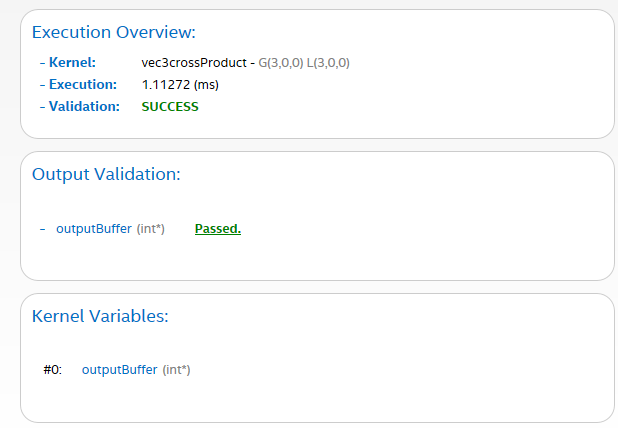 Execution Overview:
- Kernel: vec3crossProduct - G(3,0,0) L(3,0,0)
- Execution: 1.11272 (ms)
- Validation: SUCCESS
Output Validation:
- outputBuffer (int*) Passed.
Kernel Variables:
#0: outputBuffer (int*)